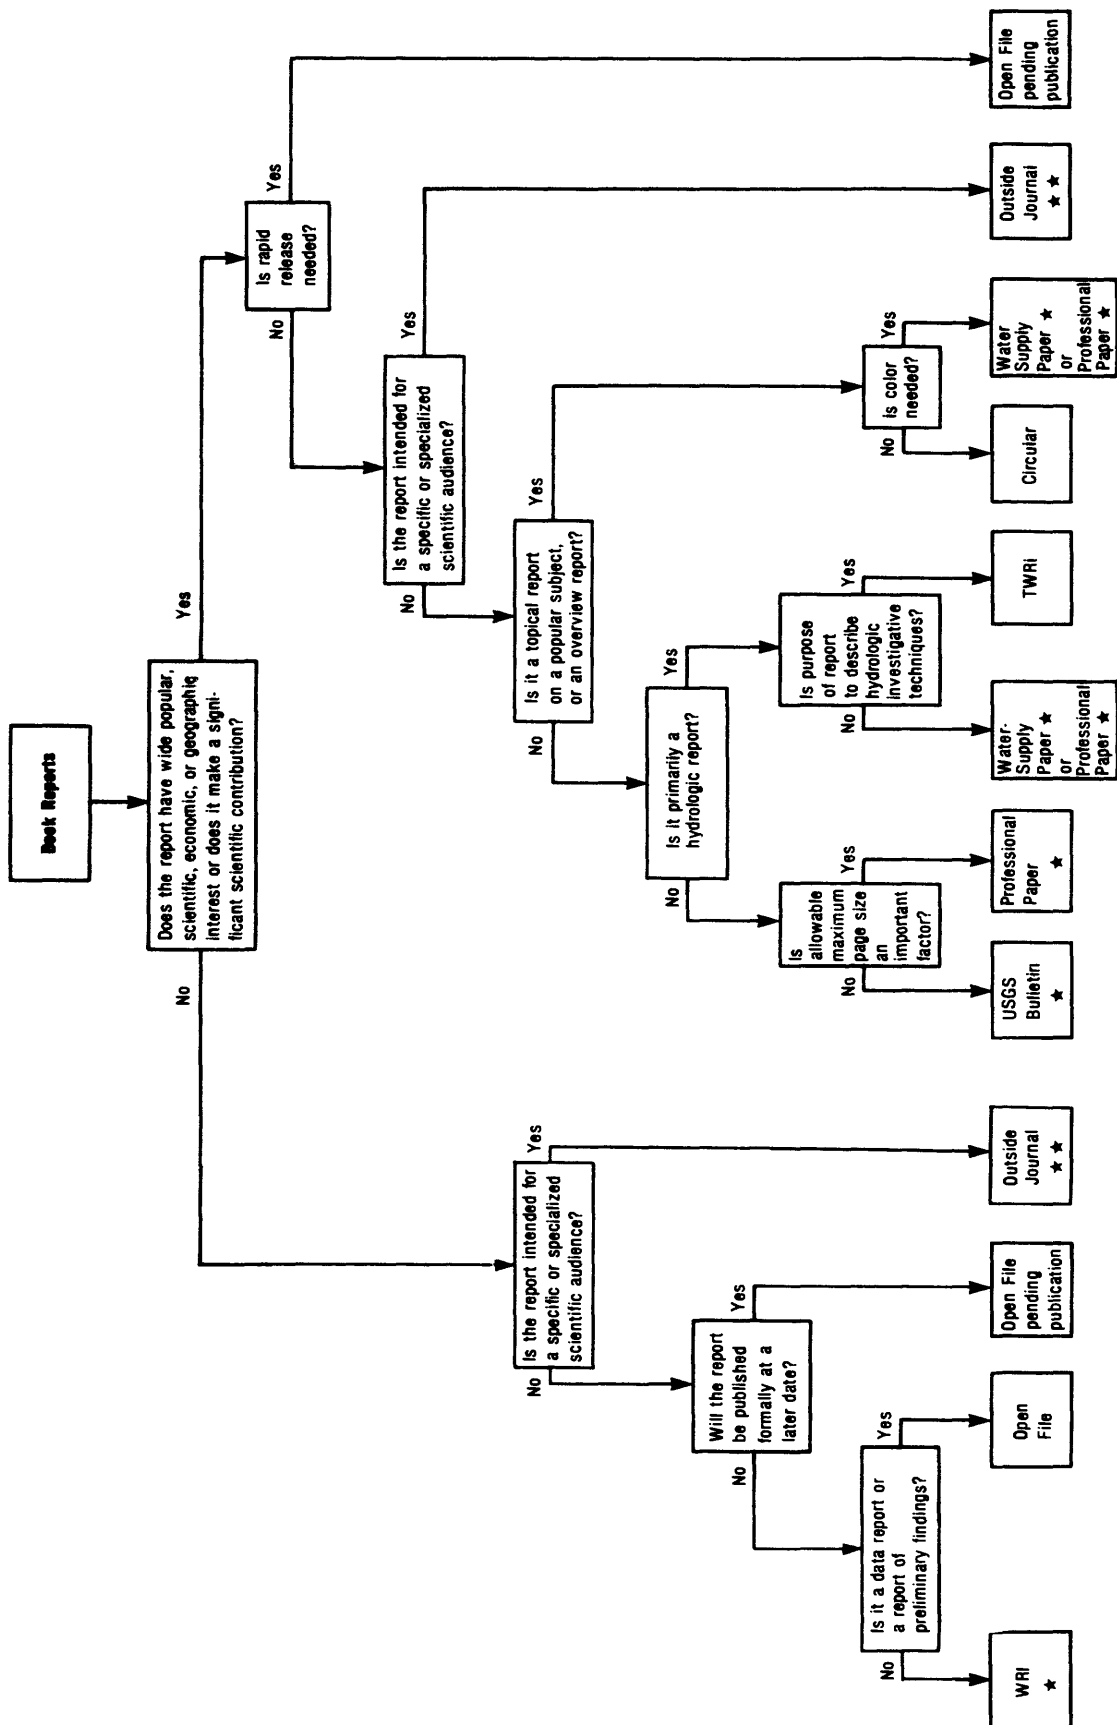 Book Reports
Does the report have wide popular,
scientific, economic, or geographic
interest or does it make a signi-
ficant scientific contribution?
No
Yes
Is rapid
release
needed?
No
Yes
Is the report intended for
a specific or specialized
scientific audience?
No
Yes
Is the report intended for
a specific or specialized
scientific audience?
No
Yes
Is it a topical report
on a popular subject,
or an overview report?
No
Yes
Will the report
be published
formally at a
later date?
No
Yes
Is it primarily a
hydrologic report?
No
Yes
Is it a data report or
a report of
preliminary findings?
No
Yes
Is
allowable
maximum
page size
an
important
factor?
No
Yes
Is purpose
of report
to describe
hydrologic
investigative
techniques?
No
Yes
Is color
needed?
No
Yes
WRI
★
Open
File
Open File
pending
publication
Outside
Journal
★ ★
USGS
Bulletin
★
Professional
Paper
★
Water-
Supply
Paper ★
or
Professional
Paper ★
TWRI
Circular
Water
Supply
Paper ★
or
Professional
Paper ★
Outside
Journal
★ ★
Open File
pending
publication